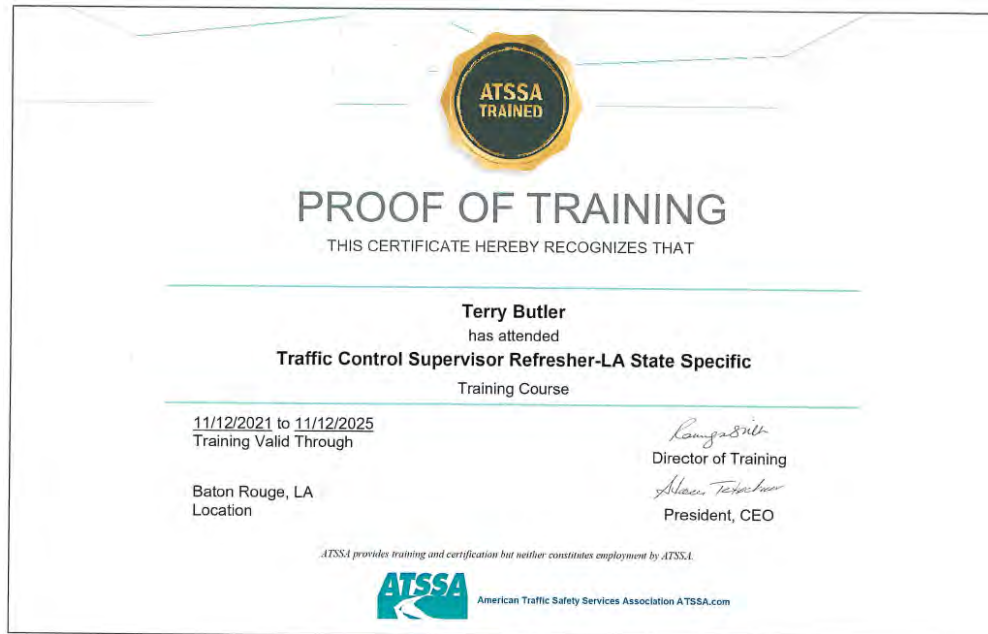 ATSSA
TRAINED
PROOF OF TRAINING
THIS CERTIFICATE HEREBY RECOGNIZES THAT
Terry Butler
has attended
Traffic Control Supervisor Refresher-LA State Specific
Training Course
11/12/2021 to 11/12/2025
Training Valid Through
Director of Training
Baton Rouge, LA
Location
President, CEO
ATSSA provides training and certification but neither constitutes employment by ATSSA.
ATSSA
American Traffic Safety Services Association ATSSA.com